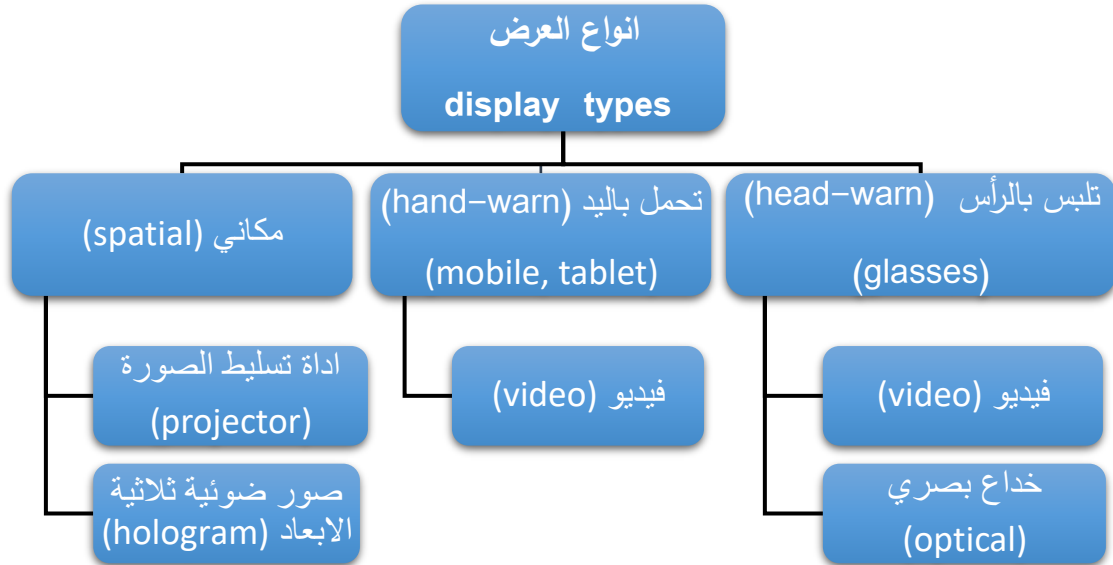 انواع العرض
display types
تلبس بالرأس (head-warn)
(glasses)
تحمل باليد (hand-warn)
(mobile, tablet)
مكاني (spatial)
فيديو (video)
خداع بصري
(optical)
فيديو (video)
اداة تسليط الصورة
(projector)
صور ضوئية ثلاثية
الابعاد (hologram)